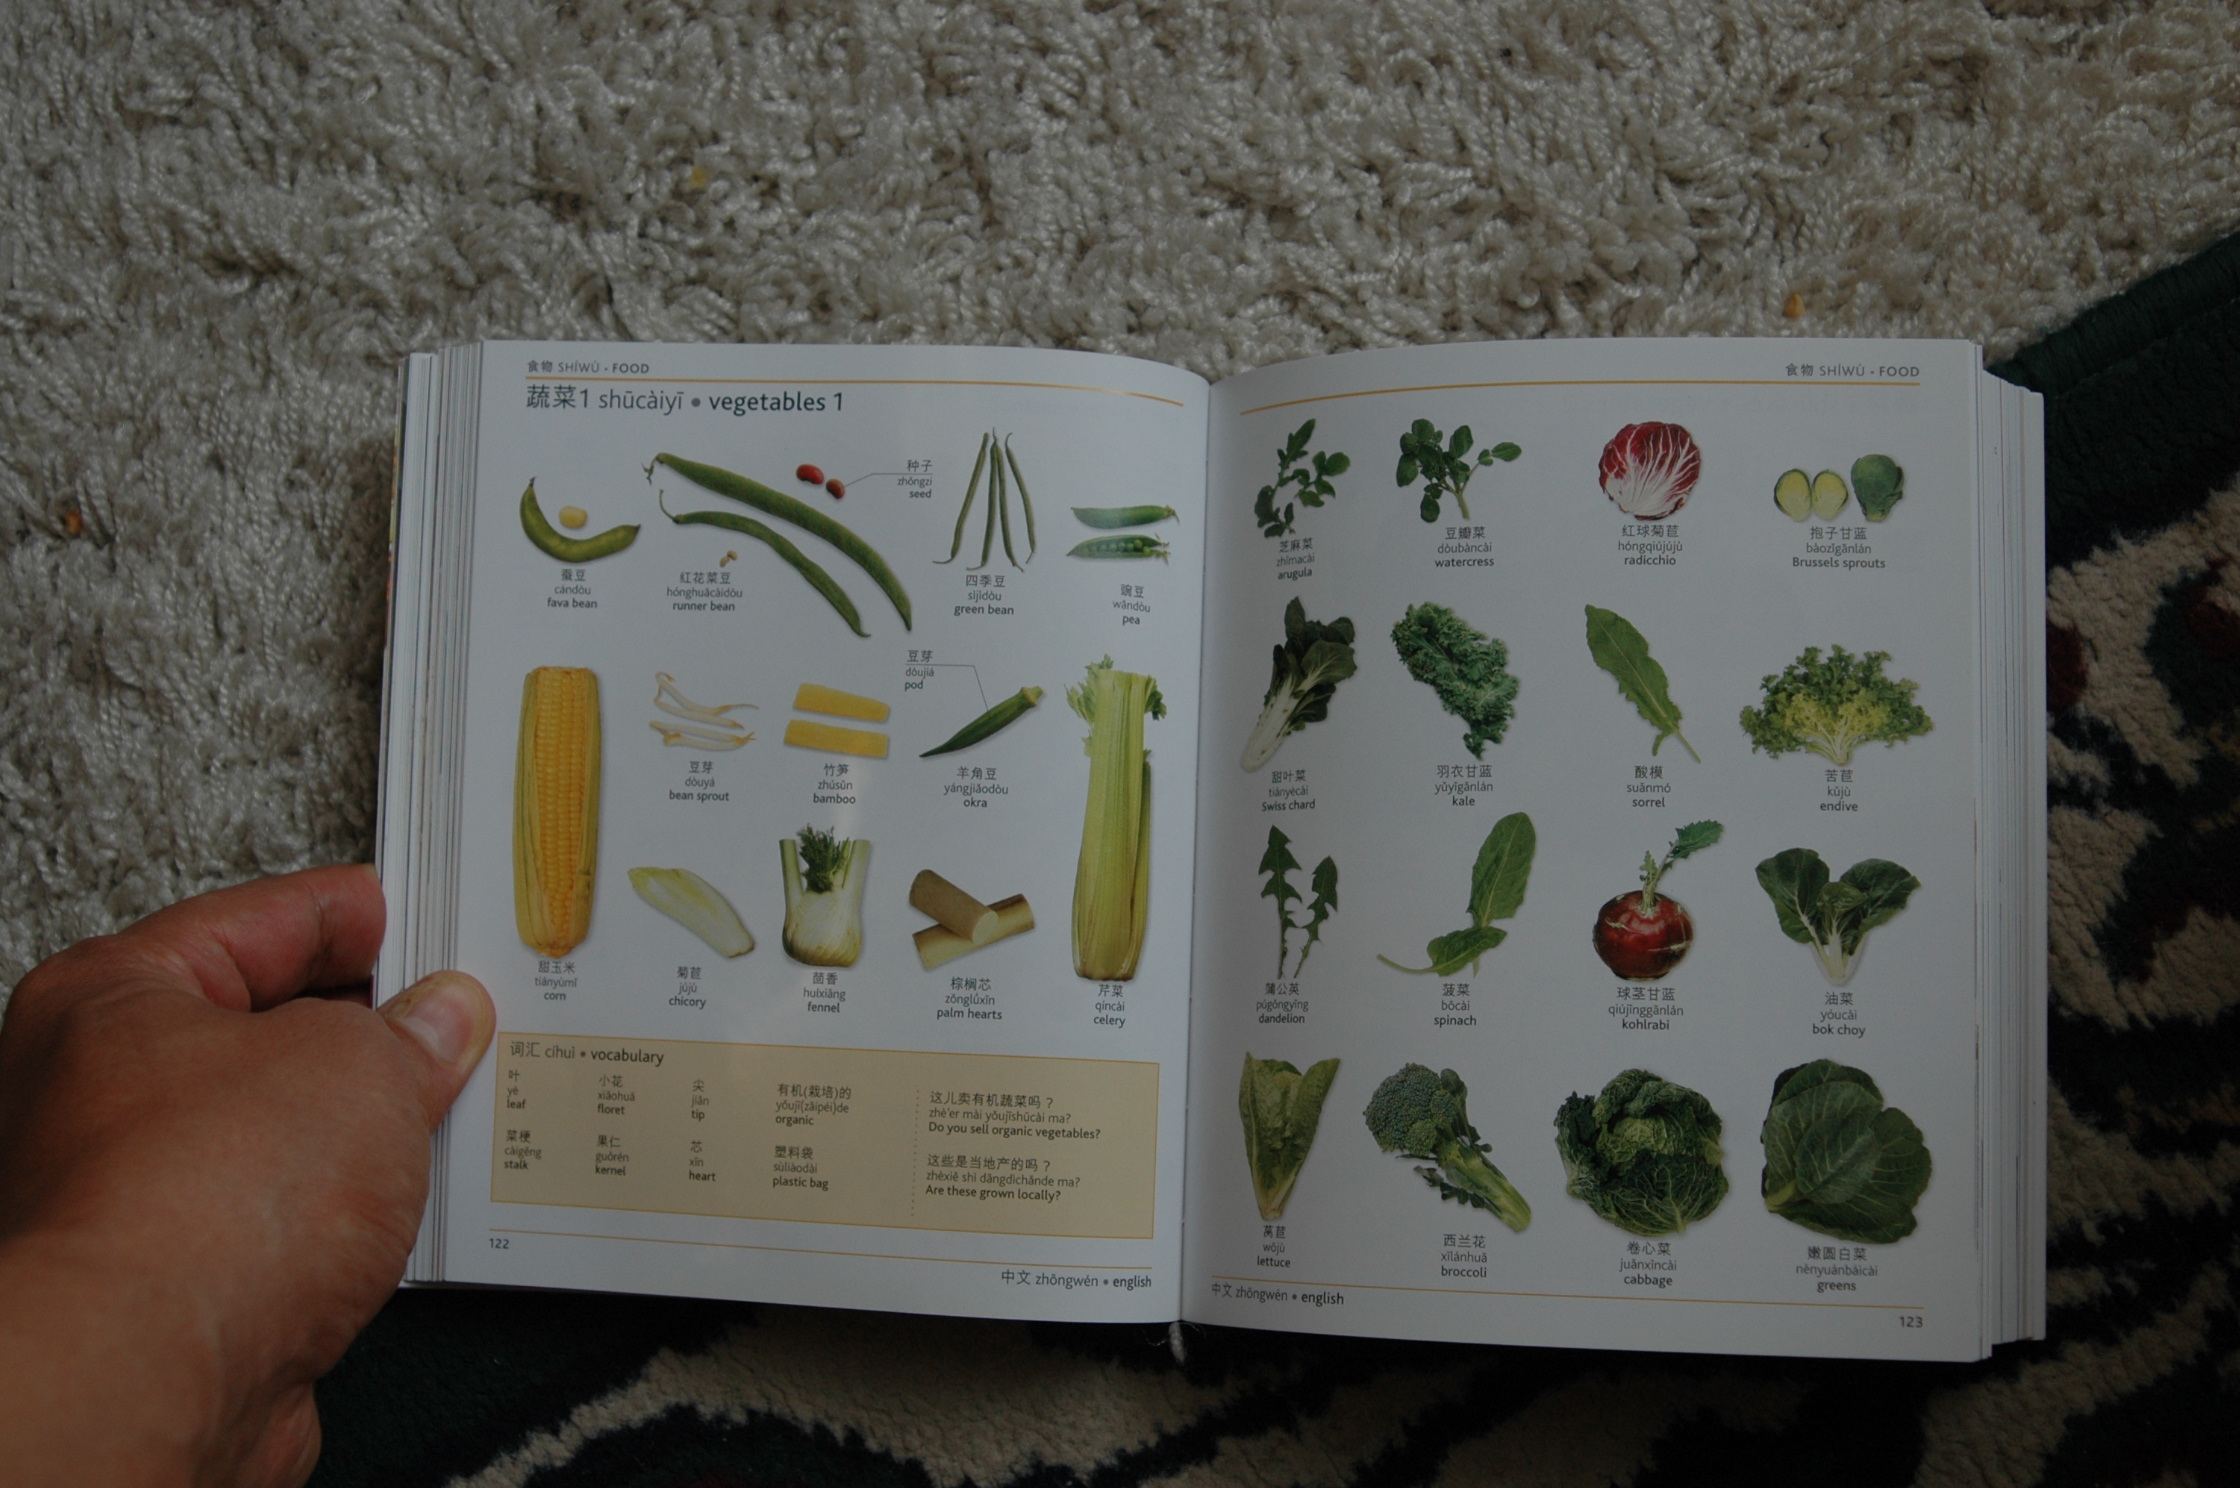 食物 SHÍWÙ • FOOD
蔬菜1 shūcàiyī • vegetables 1
种子
zhǒngzi
seed
蚕豆
cándòu
fava bean
红花菜豆
hónghuācàidòu
runner bean
四季豆
sìjìdòu
green bean
豌豆
wāndòu
pea
豆芽
dòujiá
pod
甜玉米
tiányùmǐ
corn
豆芽
dòuyá
bean sprout
竹笋
zhúsǔn
bamboo
羊角豆
yángjiǎodòu
okra
菊苣
jújù
chicory
茴香
huíxiāng
fennel
棕榈芯
zōnglǘxīn
palm hearts
芹菜
qíncài
celery
词汇 cíhuì • vocabulary
叶
yè
leaf
小花
xiǎohuā
floret
尖
jiān
tip
有机(栽培)的
yǒujī(zāipéi)de
organic
菜梗
càigěng
stalk
果仁
guǒrén
kernel
芯
xīn
heart
塑料袋
sùliàodài
plastic bag
这儿卖有机蔬菜吗？
zhè'er mài yǒujīshūcài ma?
Do you sell organic vegetables?
这些是当地产的吗？
zhèxiē shì dāngdìchǎnde ma?
Are these grown locally?
122
中文 zhōngwén • english
食物 SHÍWÙ • FOOD
芝麻菜
zhīmacài
arugula
豆瓣菜
dòubàncài
watercress
红球菊苣
hóngqiújújù
radicchio
抱子甘蓝
bàozǐgānlán
Brussels sprouts
甜叶菜
tiányècài
Swiss chard
羽衣甘蓝
yǔyīgānlán
kale
酸模
suānmó
sorrel
苦苣
kǔjù
endive
蒲公英
púgōngyīng
dandelion
菠菜
bōcài
spinach
球茎甘蓝
qiújīnggānlán
kohlrabi
油菜
yóucài
bok choy
莴苣
wōjù
lettuce
西兰花
xīlánhuā
broccoli
卷心菜
juǎnxīncài
cabbage
嫩圆白菜
nènyuánbáicài
greens
中文 zhōngwén • english
123